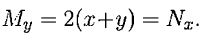 M_y = 2(x+y) = N_x.